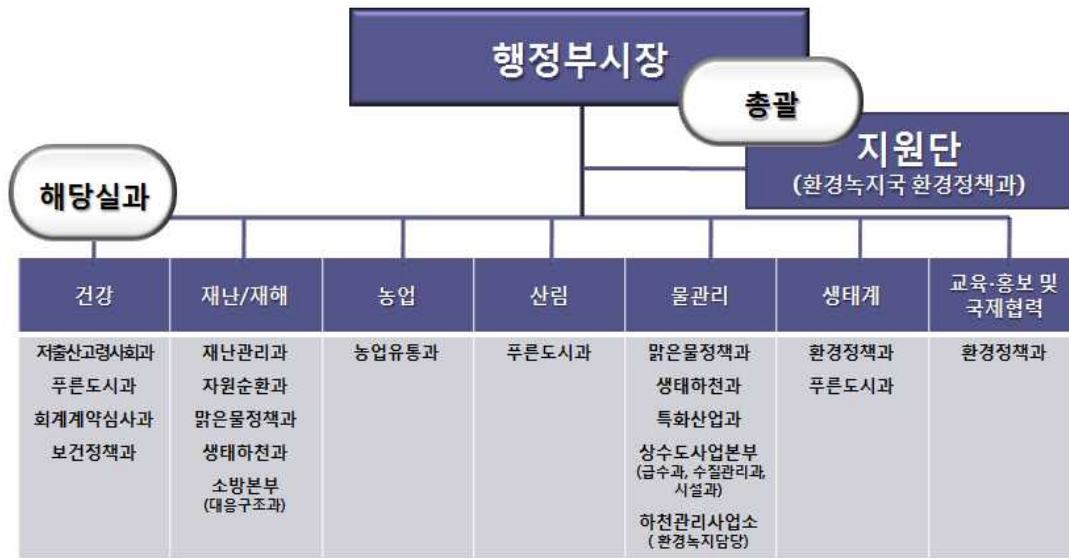 행정부시장
총괄
지원단
(환경녹지국 환경정책과)
해당실과
건강
재난/재해
농업
산림
물관리
생태계
교육·홍보 및
국제협력
저출산고령사회과
푸른도시과
회계계약심사과
보건정책과
재난관리과
자원순환과
맑은물정책과
생태하천과
소방본부
(대응구조과)
농업유통과
푸른도시과
맑은물정책과
생태하천과
특화산업과
상수도사업본부
(급수과, 수질관리과,
시설과)
하천관리사업소
( 환경녹지담당)
환경정책과
푸른도시과
환경정책과